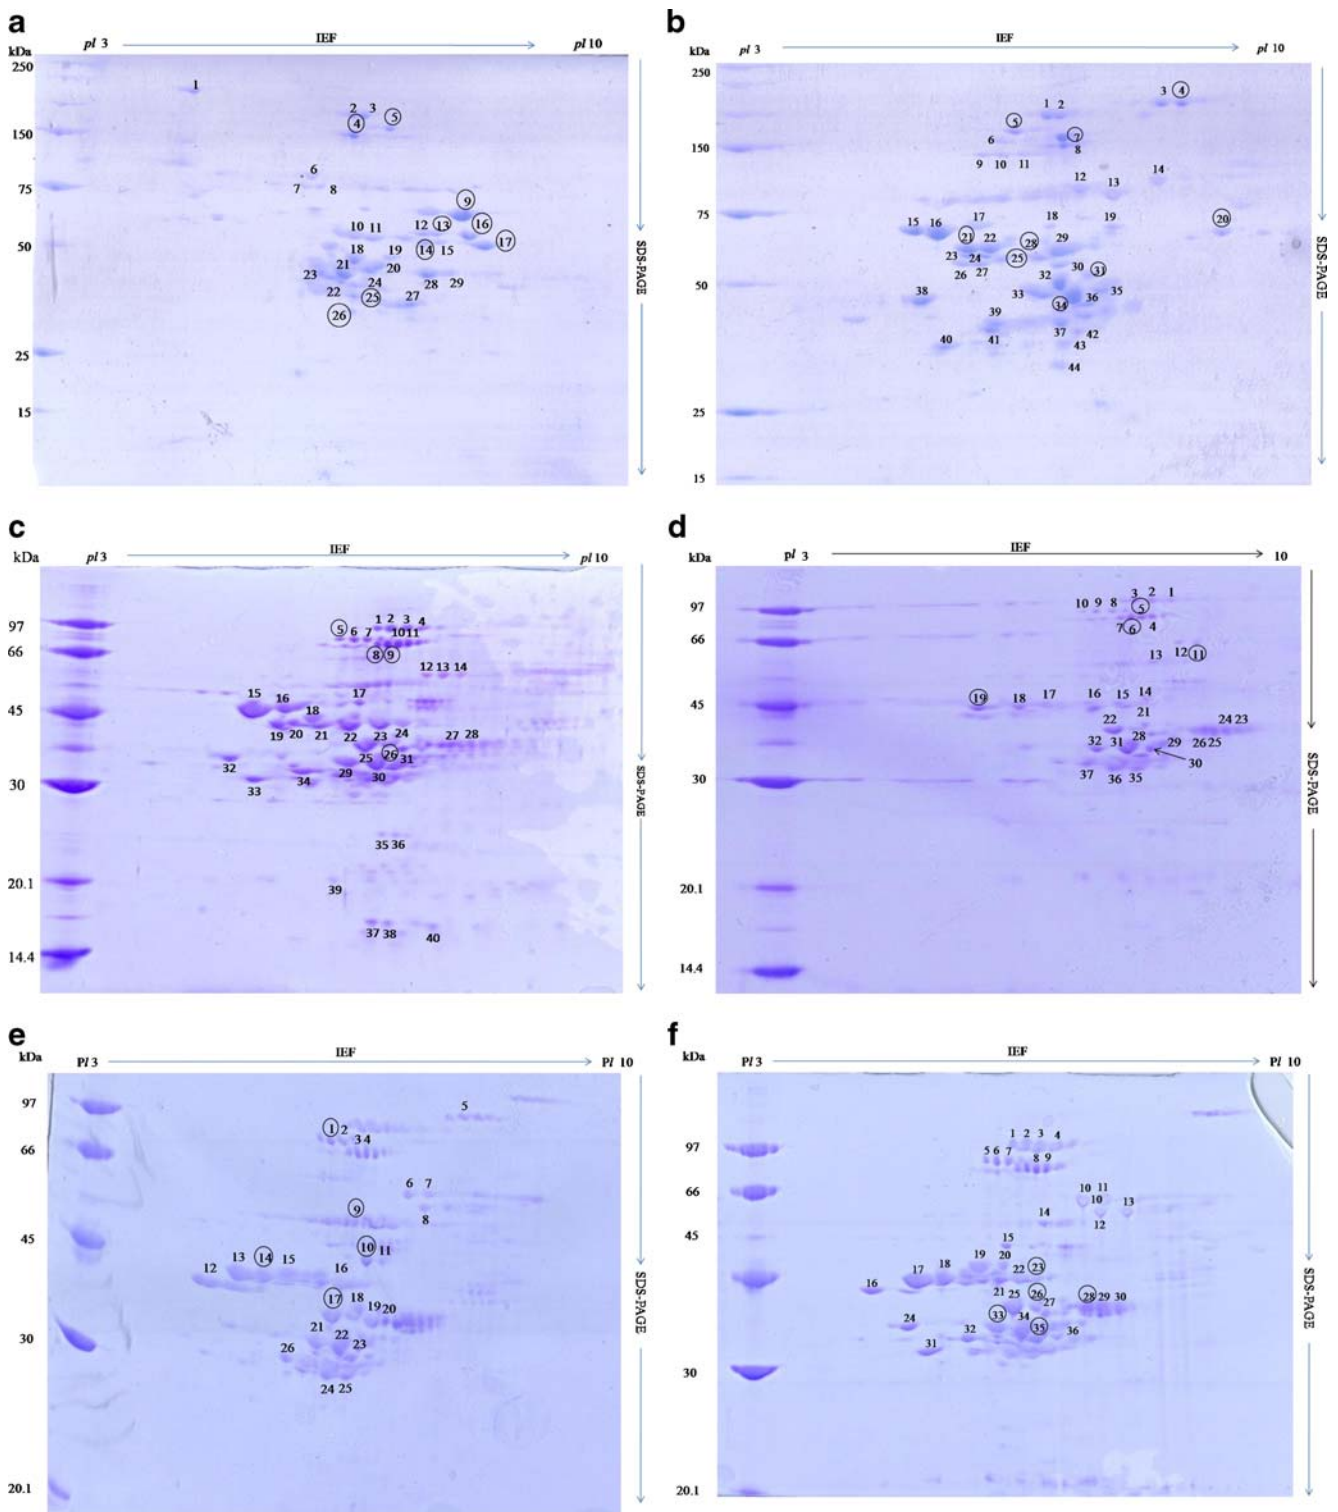 a
pI 3 IEF pI 10
kDa
250
150
75
50
25
15
SDS-PAGE
1
2 3
4 5
6
7 8
9
10 11 12 13 16
17
18 19 14 15
21 20
23 24 28 29
22 25 27
26
b
pI 3 IEF pI 10
kDa
250
150
75
50
25
15
SDS-PAGE
3 4
1 2
5
6 7
8
9 10 11
14
12 13
15 16 17 18 19 20
21 22 28 29
23 24 25
26 27 32 30 31
38 33 34 36 35
39
40 41 37 42
43
44
c
pI 3 IEF pI 10
kDa
97
66
45
30
20.1
14.4
SDS-PAGE
1 2 3 4
5 6 7 10 11
8 9
12 13 14
15 16 17
18
19 20 21 22 23 24 27 28
25 26 31
32 29 30
33 34
35 36
39
37 38 40
d
pI 3 IEF 10
kDa
97
66
45
30
20.1
14.4
SDS-PAGE
3 2 1
10 9 8 5
7 6 4
13 12 11
19 18 17 16 15 14
22 21 24 23
28
32 31 29 26 25
30
37 36 35
e
PI 3 IEF PI 10
kDa
97
66
45
30
20.1
SDS-PAGE
5
1 2
3 4
6 7
9 8
10 11
12 13 14 15 16
17 18
19 20
21 22 23
26
24 25
f
PI 3 IEF PI 10
kDa
97
66
45
30
20.1
SDS-PAGE
1 2 3 4
5 6 7 8 9
10 11
10 13
14 12
15
16 17 18 19 20 22 23
21 25 26 27 28 29 30
24 33 34 35 36
31 32